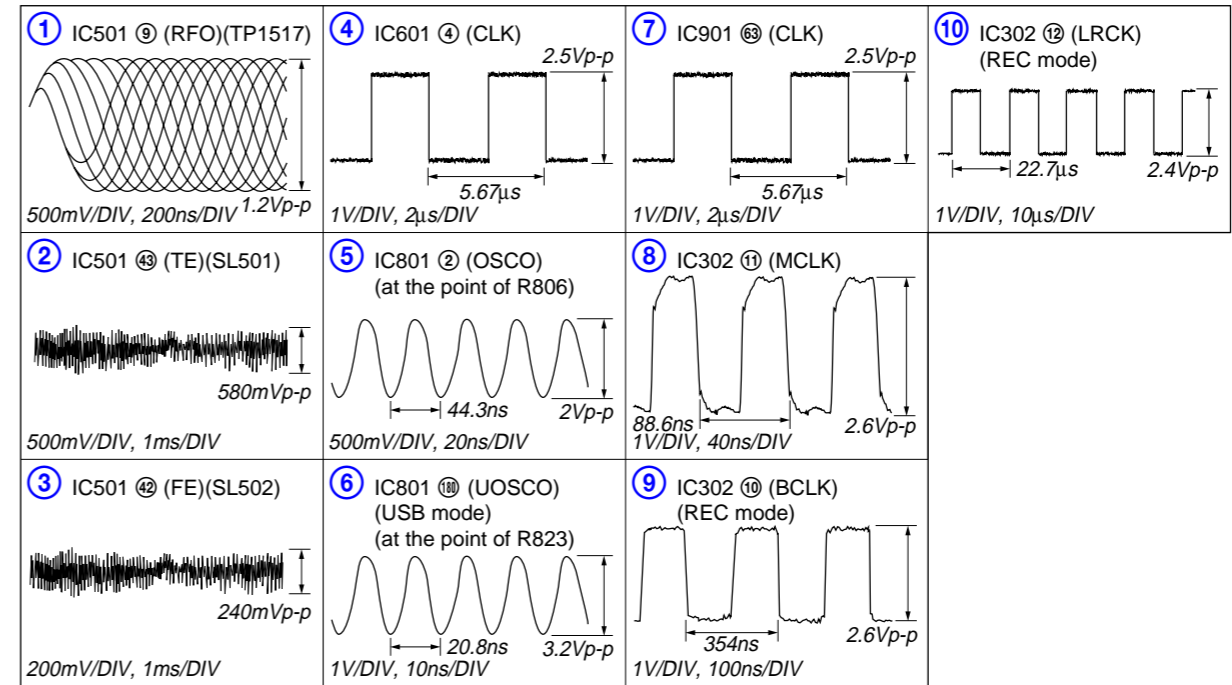 ① IC501 ⑨ (RFO)(TP1517)
1.2Vp-p
500mV/DIV, 200ns/DIV
② IC501 ㊸ (TE)(SL501)
580mVp-p
500mV/DIV, 1ms/DIV
③ IC501 ㊷ (FE)(SL502)
240mVp-p
200mV/DIV, 1ms/DIV
④ IC601 ④ (CLK)
2.5Vp-p
5.67μs
1V/DIV, 2μs/DIV
⑤ IC801 ② (OSCO)
(at the point of R806)
44.3ns
2Vp-p
500mV/DIV, 20ns/DIV
⑥ IC801 (180) (UOSCO)
(USB mode)
(at the point of R823)
20.8ns
3.2Vp-p
1V/DIV, 10ns/DIV
⑦ IC901 (63) (CLK)
2.5Vp-p
5.67μs
1V/DIV, 2μs/DIV
⑧ IC302 ⑪ (MCLK)
88.6ns
2.6Vp-p
1V/DIV, 40ns/DIV
⑨ IC302 ⑩ (BCLK)
(REC mode)
354ns
2.6Vp-p
1V/DIV, 100ns/DIV
⑩ IC302 ⑫ (LRCK)
(REC mode)
22.7μs
2.4Vp-p
1V/DIV, 10μs/DIV